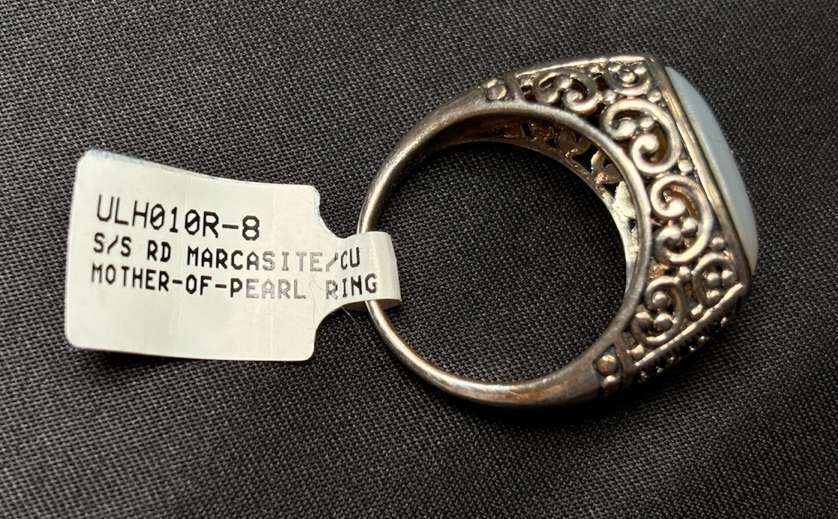 ULH010R-8
S/S RD MARCASITE/CU
MOTHER-OF-PEARL RING